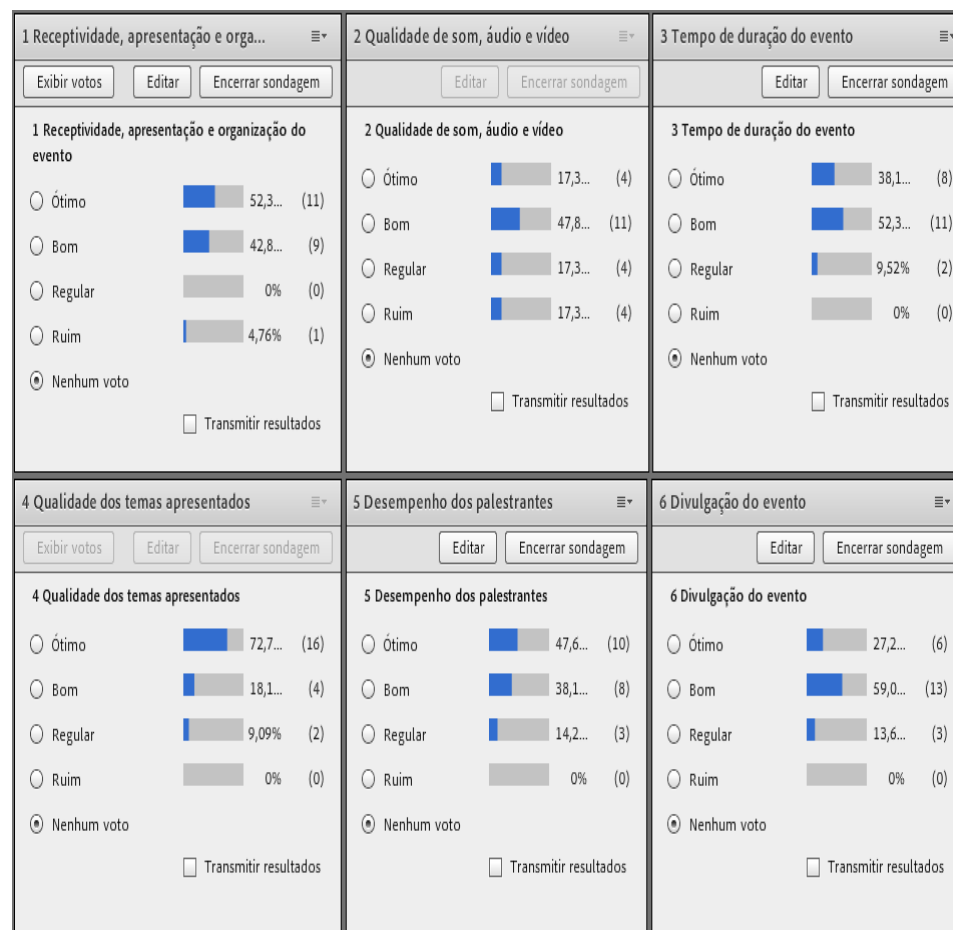 1 Receptividade, apresentação e orga...
Exibir votos Editar Encerrar sondagem
1 Receptividade, apresentação e organização do
evento
Ótimo 52,3... (11)
Bom 42,8... (9)
Regular 0% (0)
Ruim 4,76% (1)
Nenhum voto
Transmitir resultados
2 Qualidade de som, áudio e vídeo
Editar Encerrar sondagem
2 Qualidade de som, áudio e vídeo
Ótimo 17,3... (4)
Bom 47,8... (11)
Regular 17,3... (4)
Ruim 17,3... (4)
Nenhum voto
Transmitir resultados
3 Tempo de duração do evento
Editar Encerrar sondagem
3 Tempo de duração do evento
Ótimo 38,1... (8)
Bom 52,3... (11)
Regular 9,52% (2)
Ruim 0% (0)
Nenhum voto
Transmitir resultados
4 Qualidade dos temas apresentados
Exibir votos Editar Encerrar sondagem
4 Qualidade dos temas apresentados
Ótimo 72,7... (16)
Bom 18,1... (4)
Regular 9,09% (2)
Ruim 0% (0)
Nenhum voto
Transmitir resultados
5 Desempenho dos palestrantes
Editar Encerrar sondagem
5 Desempenho dos palestrantes
Ótimo 47,6... (10)
Bom 38,1... (8)
Regular 14,2... (3)
Ruim 0% (0)
Nenhum voto
Transmitir resultados
6 Divulgação do evento
Editar Encerrar sondagem
6 Divulgação do evento
Ótimo 27,2... (6)
Bom 59,0... (13)
Regular 13,6... (3)
Ruim 0% (0)
Nenhum voto
Transmitir resultados